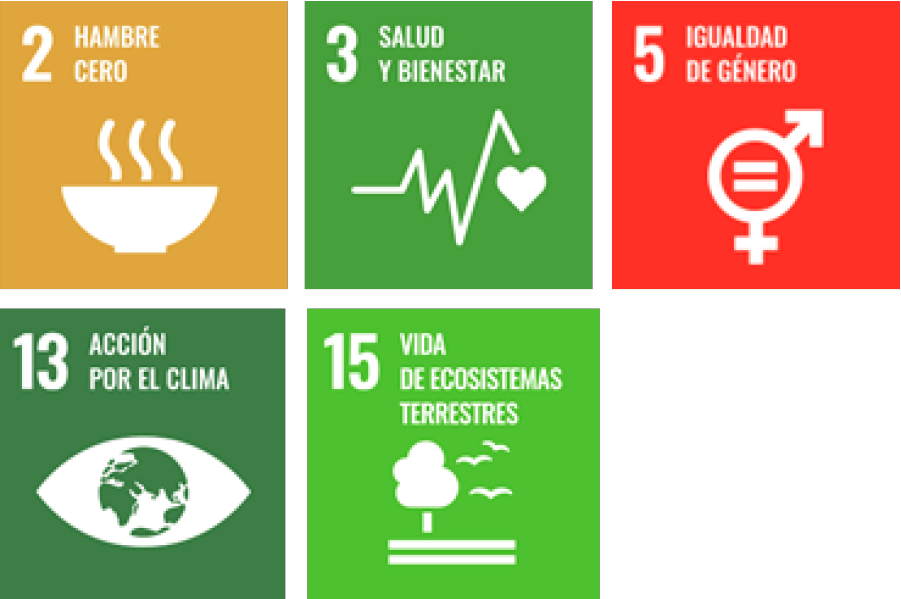 2 HAMBRE
CERO
3 SALUD
Y BIENESTAR
5 IGUALDAD
DE GÉNERO
13 ACCIÓN
POR EL CLIMA
15 VIDA
DE ECOSISTEMAS
TERRESTRES